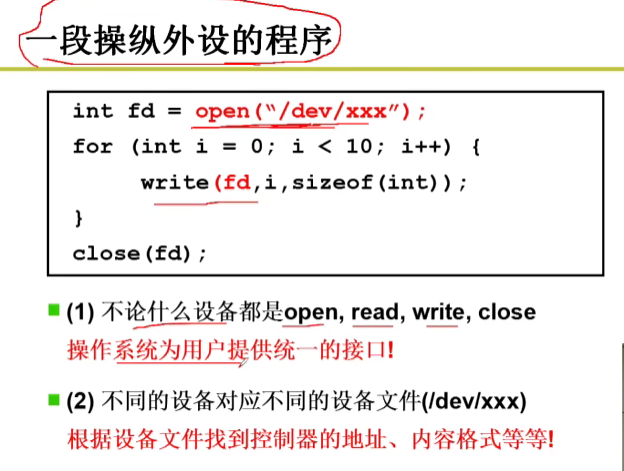 一段操纵外设的程序
int fd = open(“/dev/xxx”);
for (int i = 0; i < 10; i++) {
write(fd,i,sizeof(int));
}
close(fd);
(1) 不论什么设备都是open, read, write, close
操作系统为用户提供统一的接口!
(2) 不同的设备对应不同的设备文件(/dev/xxx)
根据设备文件找到控制器的地址、内容格式等等!